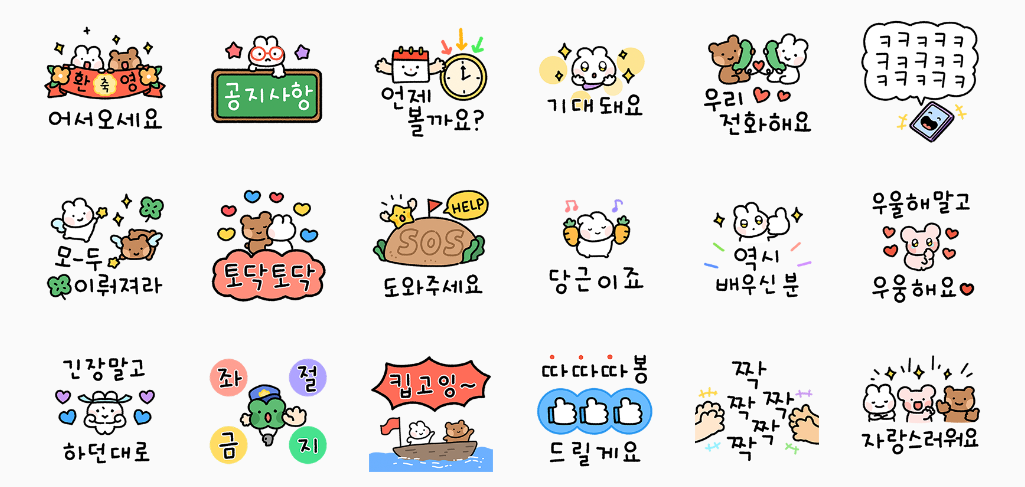 환 축 영
어서오세요
공지사항
언제
볼까요?
기대돼요
우리
전화해요
ㅋㅋㅋㅋㅋ
ㅋㅋㅋㅋㅋ
ㅋㅋㅋㅋㅋ
모-두
이뤄져라
토닥토닥
HELP
SOS
도와주세요
당근이죠
역시
배우신 분
우울해말고
우웅해요
긴장말고
하던대로
좌 절
금 지
킵고잉~
따따따봉
드릴게요
짝
짝 짝
짝
짝
자랑스러워요